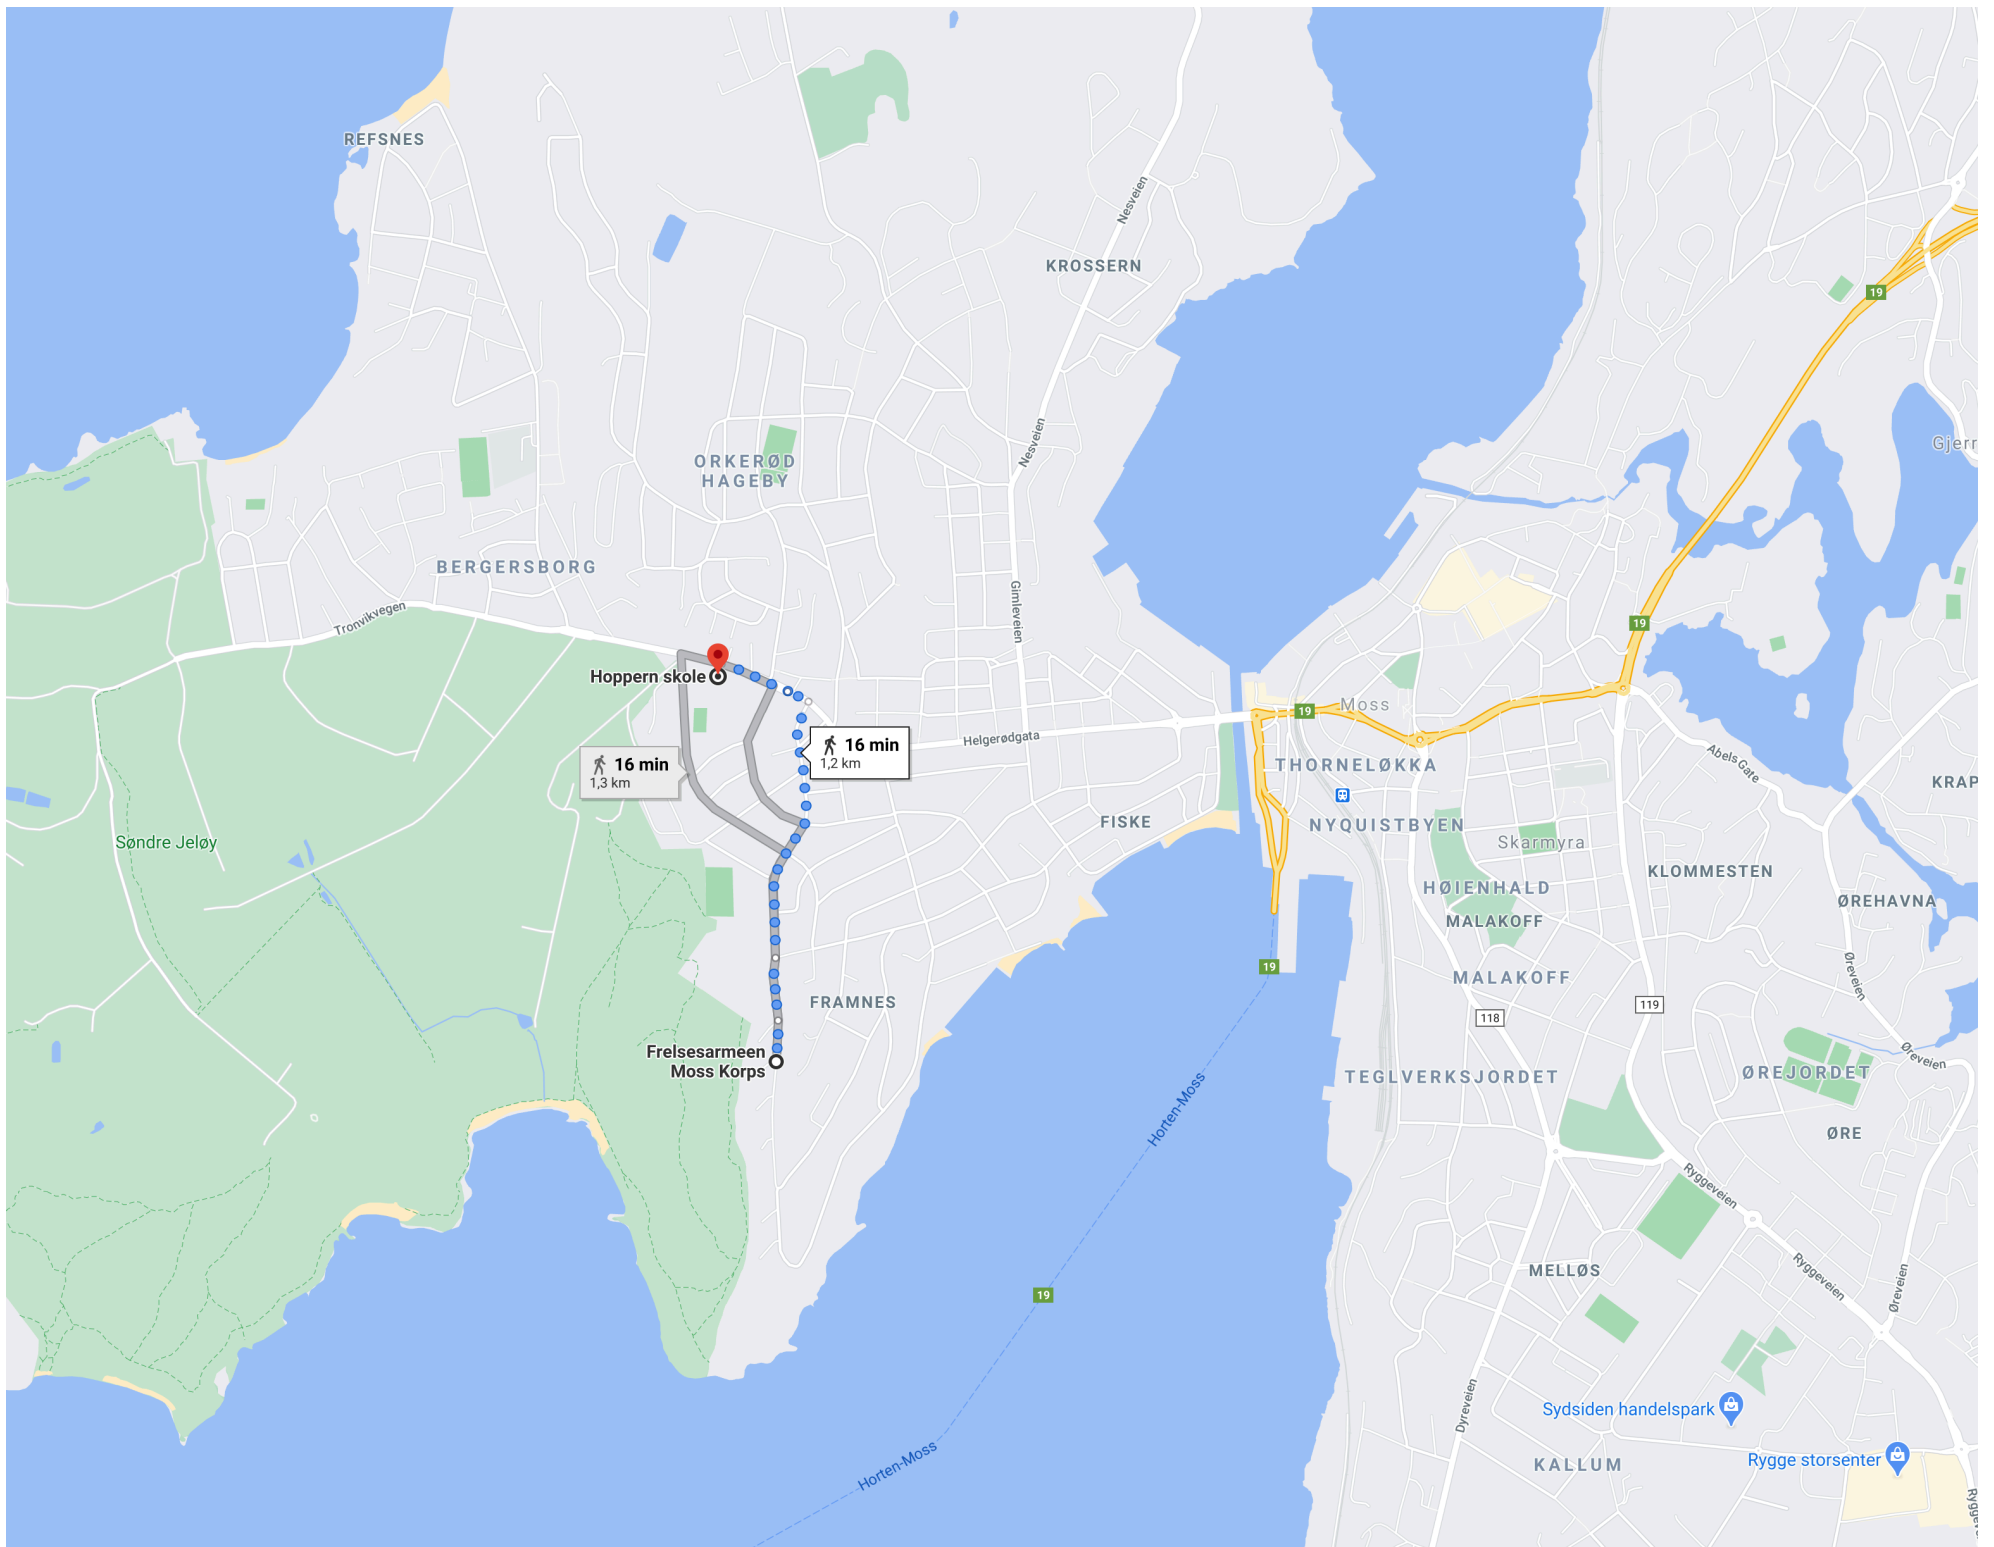 REFSNES
Nesveien
KROSSERN
19
Nesveien
ORKERØD
HAGEBY
BERGERSBORG
Tronvikvegen
Gimleveien
19
Hoppern skole
16 min
1,2 km
16 min
1,3 km
Helgerødgata
19
Moss
Abels Gate
THORNELØKKA
NYQUISTBYEN
FISKE
Skarmyra
Søndre Jeløy
KLOMMESTEN
HØIENHALD
MALAKOFF
ØREHAVNA
MALAKOFF
19
Øreveien
FRAMNES
118
119
Frelsesarmeen
Moss Korps
Horten-Moss
TEGLVERKSJORDET
ØREJORDET
Øreveien
ØRE
Ryggeveien
MELLØS
Ryggeveien
Øreveien
19
Dyreveien
Sydsiden handelspark
Horten-Moss
KALLUM
Rygge storsenter